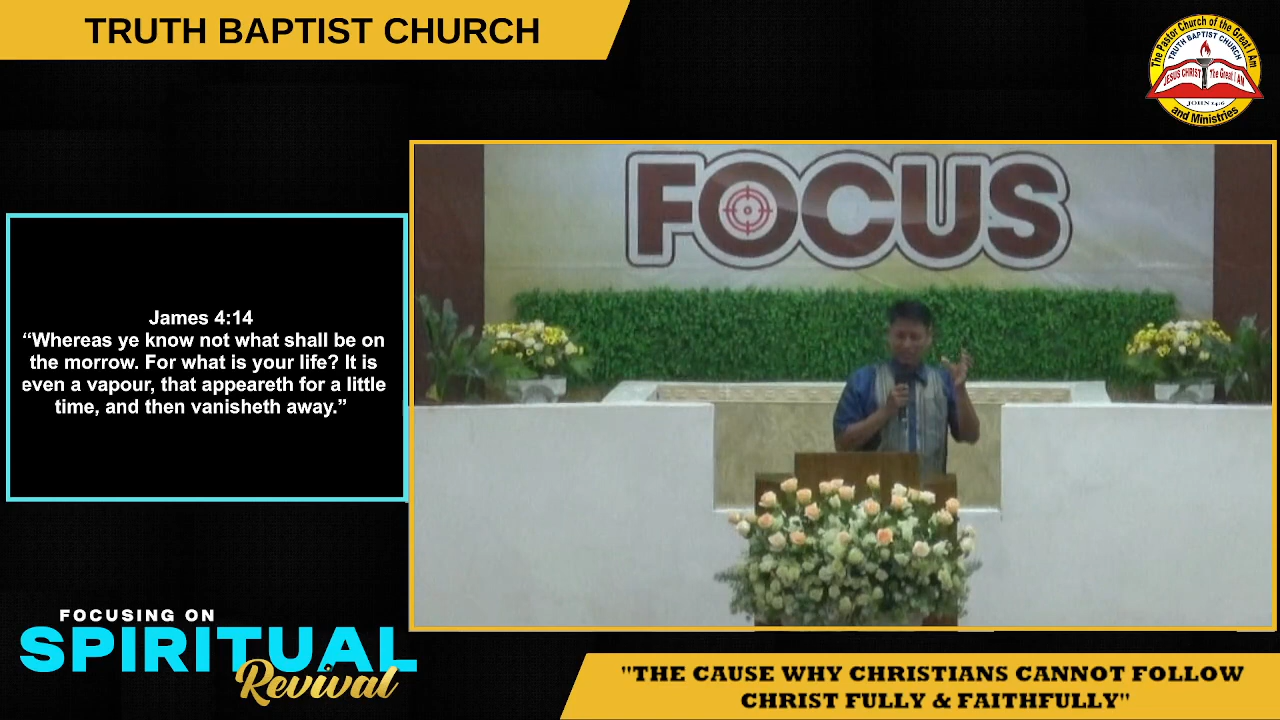 TRUTH BAPTIST CHURCH
The Pastor Church of the Great I Am
TRUTH BAPTIST CHURCH
JESUS CHRIST The Great I AM
JOHN 14:6
and Ministries
FOCUS
James 4:14
“Whereas ye know not what shall be on
the morrow. For what is your life? It is
even a vapour, that appeareth for a little
time, and then vanisheth away.”
FOCUSING ON
SPIRITUAL
Revival
"THE CAUSE WHY CHRISTIANS CANNOT FOLLOW
CHRIST FULLY & FAITHFULLY"